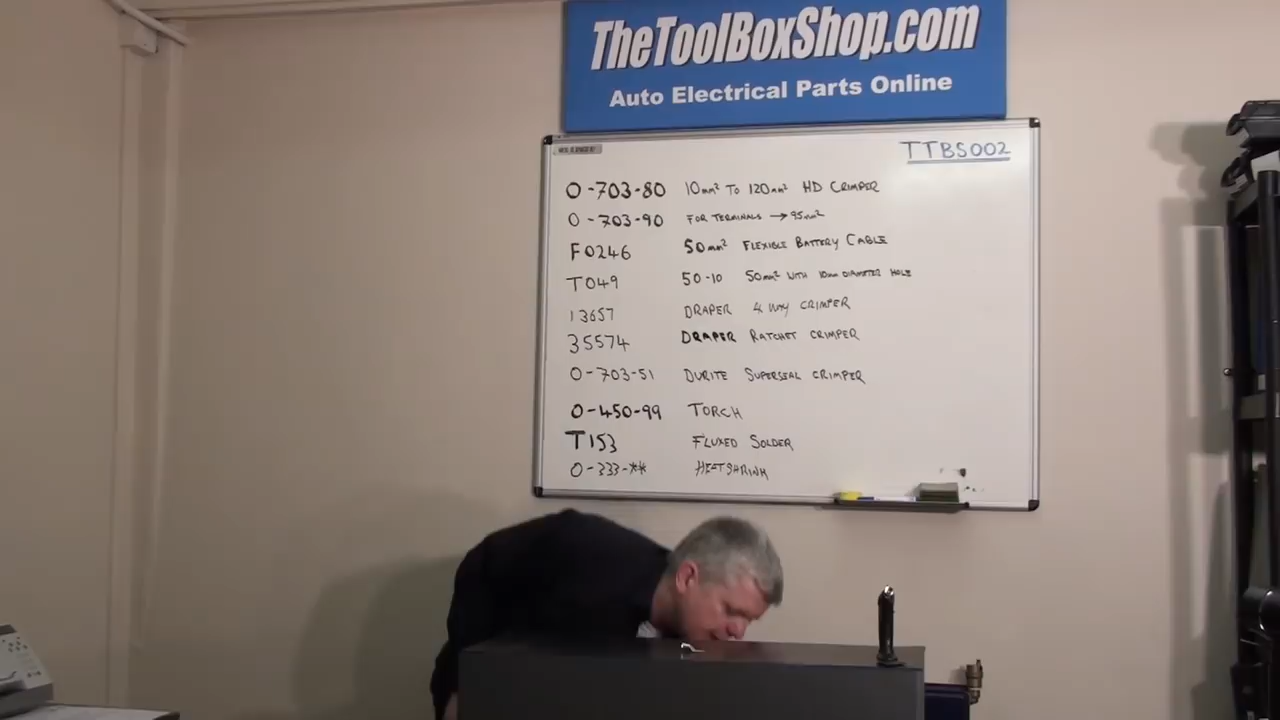 TheToolBoxShop.com
Auto Electrical Parts Online
TTBS002
0-703-80 10mm² TO 120mm² HD CRIMPER
0-703-90 FOR TERMINALS → 95mm²
F0246 50mm² FLEXIBLE BATTERY CABLE
T049 50-10 50mm² WITH 10mm DIAMETER HOLE
13657 DRAPER 4 WAY CRIMPER
35574 DRAPER RATCHET CRIMPER
0-703-51 DURITE SUPERSEAL CRIMPER
0-450-99 TORCH
T153 FLUXED SOLDER
0-333-** HEATSHRINK